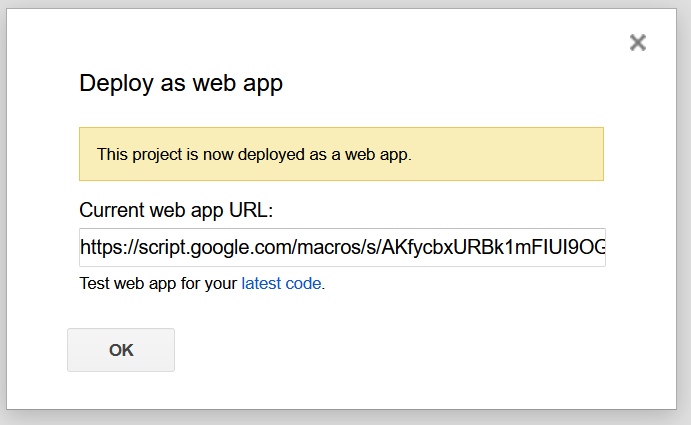 Deploy as web app
This project is now deployed as a web app.
Current web app URL:
https://script.google.com/macros/s/AKfycbxURBk1mFIUI9OG
Test web app for your latest code.
OK